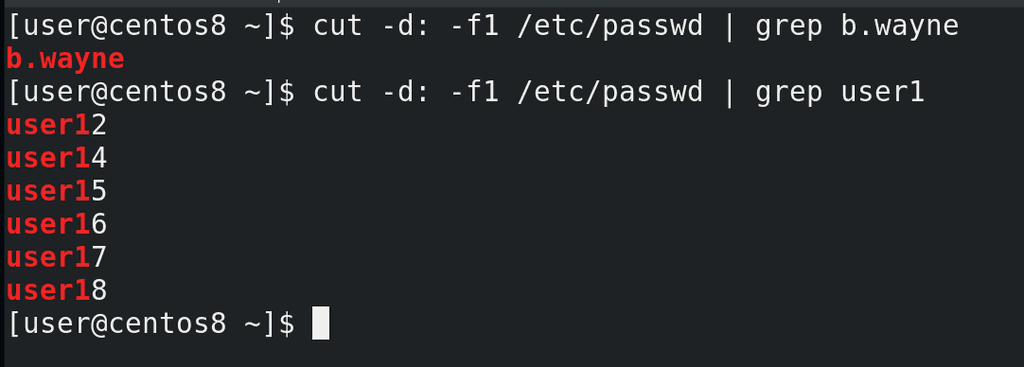 [user@centos8 ~]$ cut -d: -f1 /etc/passwd | grep b.wayne
b.wayne
[user@centos8 ~]$ cut -d: -f1 /etc/passwd | grep user1
user12
user14
user15
user16
user17
user18
[user@centos8 ~]$